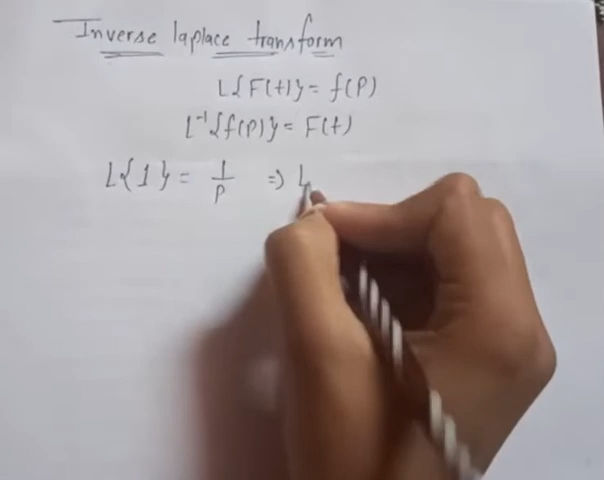 Inverse laplace transform
L{F(t)} = f(P)
L⁻¹{f(p)} = F(t)
L{1} = 1/P ⇒ L